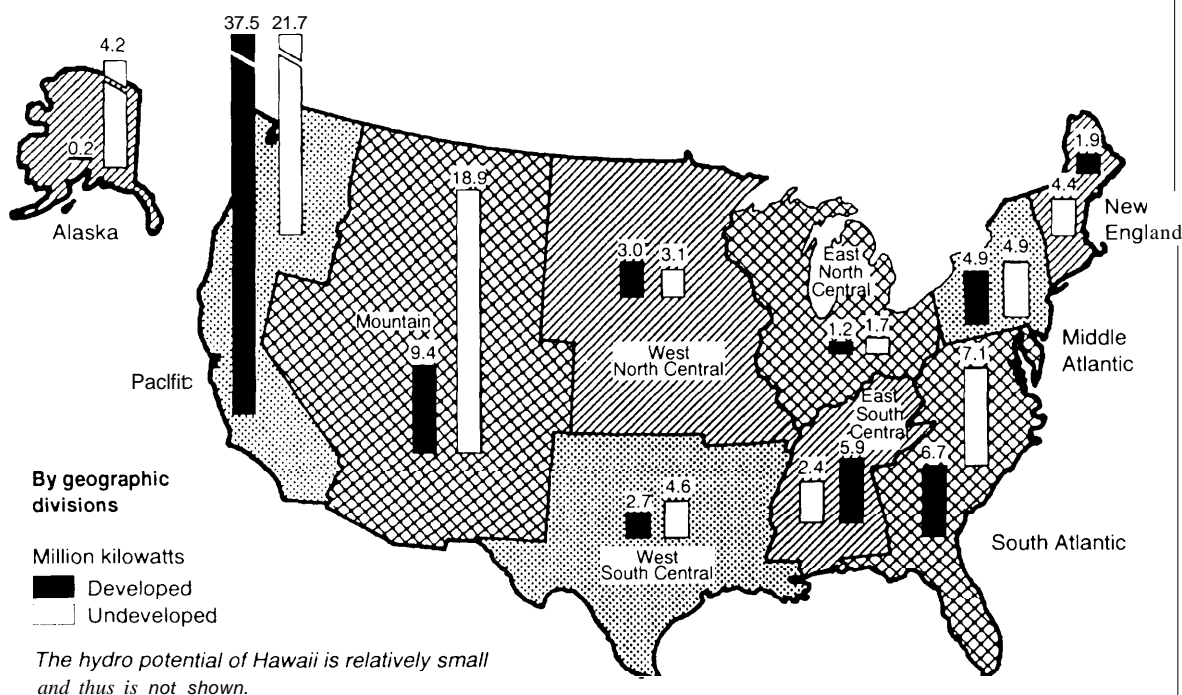 37.5
21.7
4.2
0.2
Alaska
18.9
Mountain
9.4
Paclfic
3.0
3.1
West
North Central
East
North
Central
1.2
1.7
1.9
4.4
New
England
4.9
4.9
Middle
Atlantic
7.1
East
South
Central
2.4
5.9
6.7
South Atlantic
2.7
4.6
West
South Central
By geographic
divisions
Million kilowatts
Developed
Undeveloped
The hydro potential of Hawaii is relatively small
and thus is not shown.